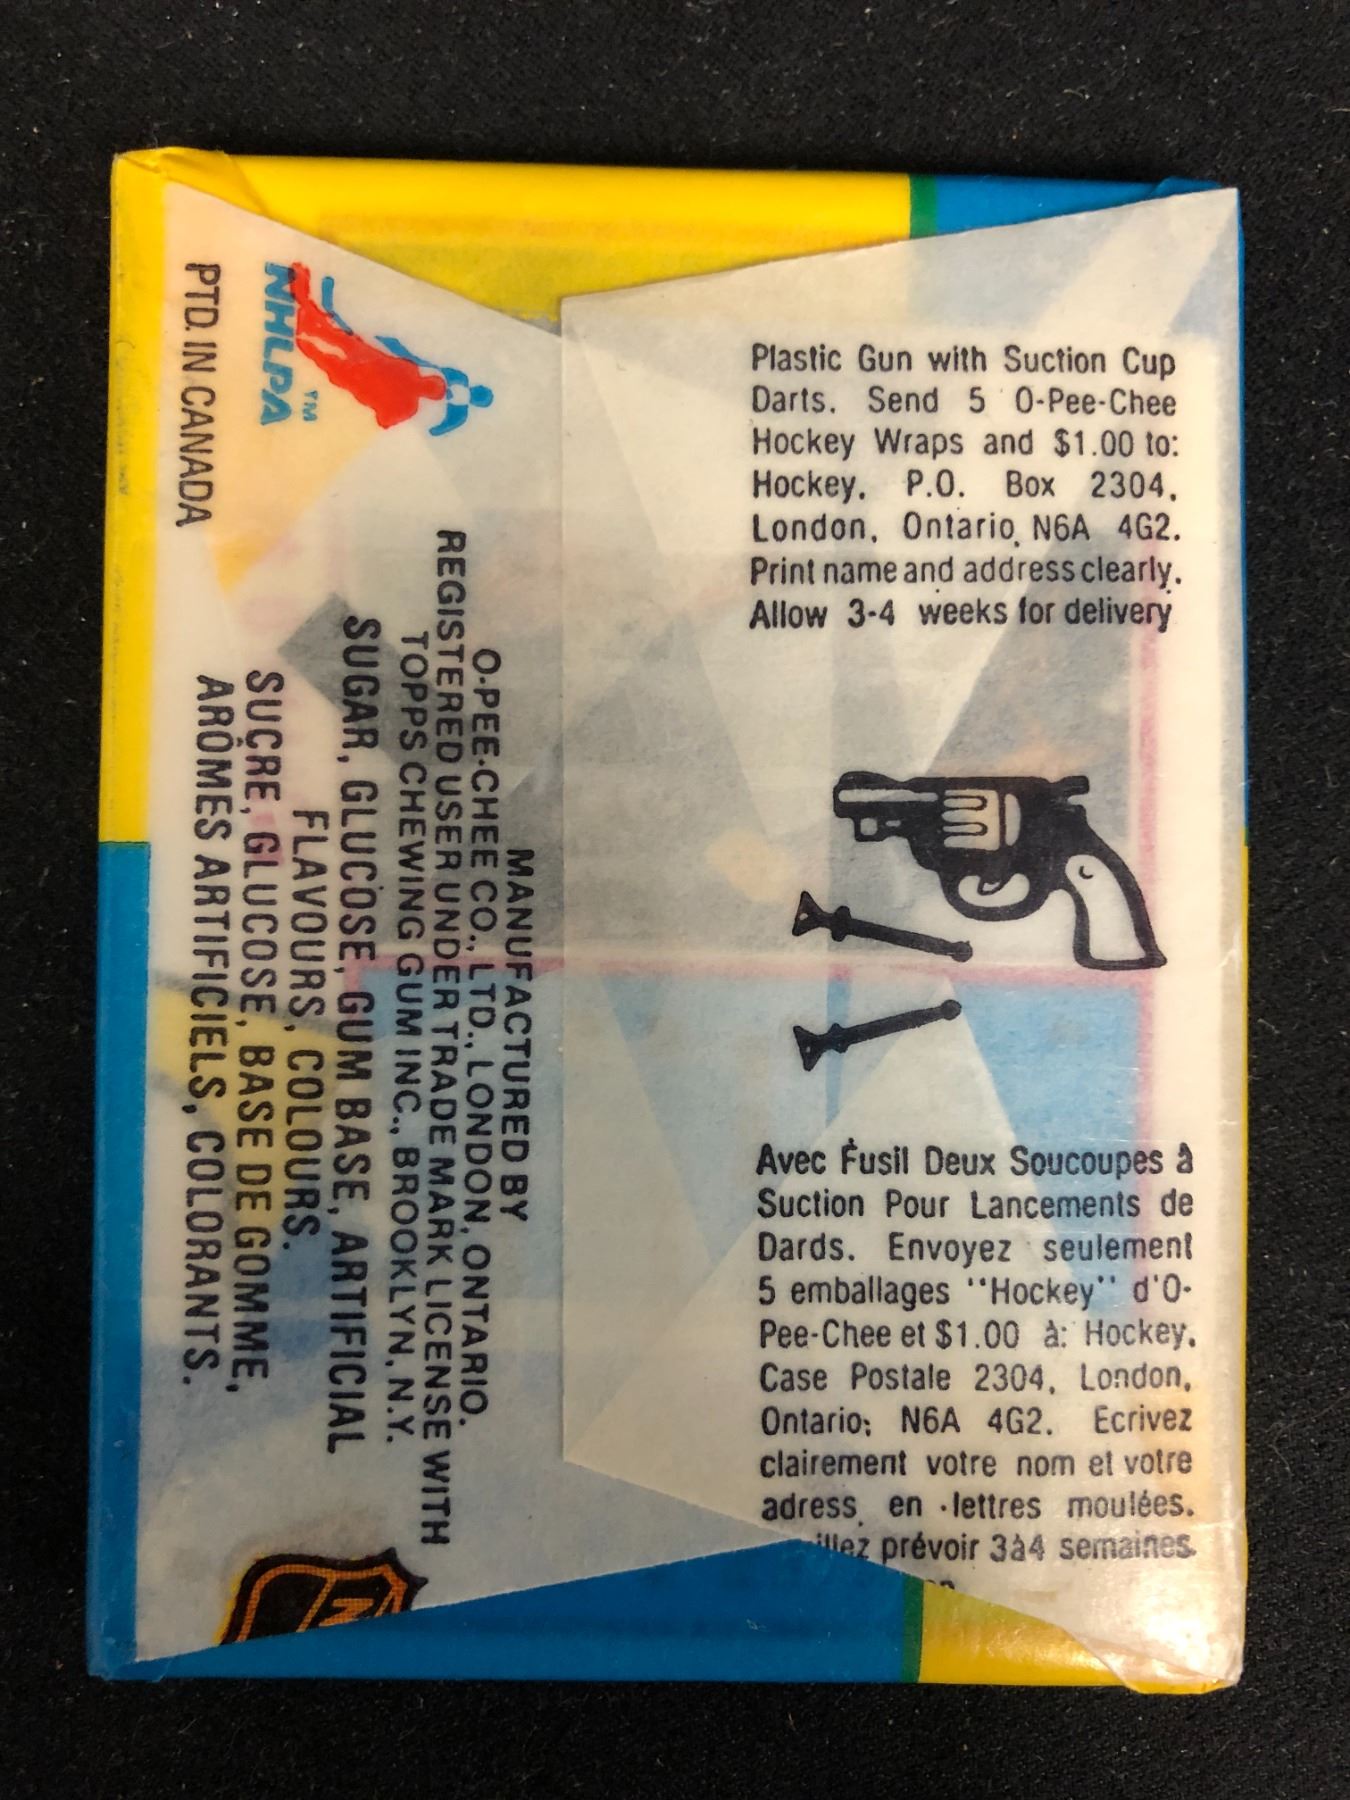 Plastic Gun with Suction Cup
Darts. Send 5 O-Pee-Chee
Hockey Wraps and $1.00 to:
Hockey, P.O. Box 2304,
London, Ontario, N6A 4G2.
Print name and address clearly.
Allow 3-4 weeks for delivery
Avec Fusil Deux Soucoupes à
Suction Pour Lancements de
Dards. Envoyez seulement
5 emballages "Hockey" d'O-
Pee-Chee et $1.00 à: Hockey,
Case Postale 2304, London,
Ontario; N6A 4G2. Ecrivez
clairement votre nom et votre
adress en lettres moulées.
prévoir 3à4 semaines
NHLPA™
PTD. IN CANADA
MANUFACTURED BY
O-PEE-CHEE CO., LTD., LONDON, ONTARIO.
REGISTERED USER UNDER TRADE MARK LICENSE WITH
TOPPS CHEWING GUM INC., BROOKLYN, N.Y.
SUGAR, GLUCOSE, GUM BASE, ARTIFICIAL
FLAVOURS, COLOURS.
SUCRE, GLUCOSE, BASE DE GOMME,
ARÔMES ARTIFICIELS, COLORANTS.